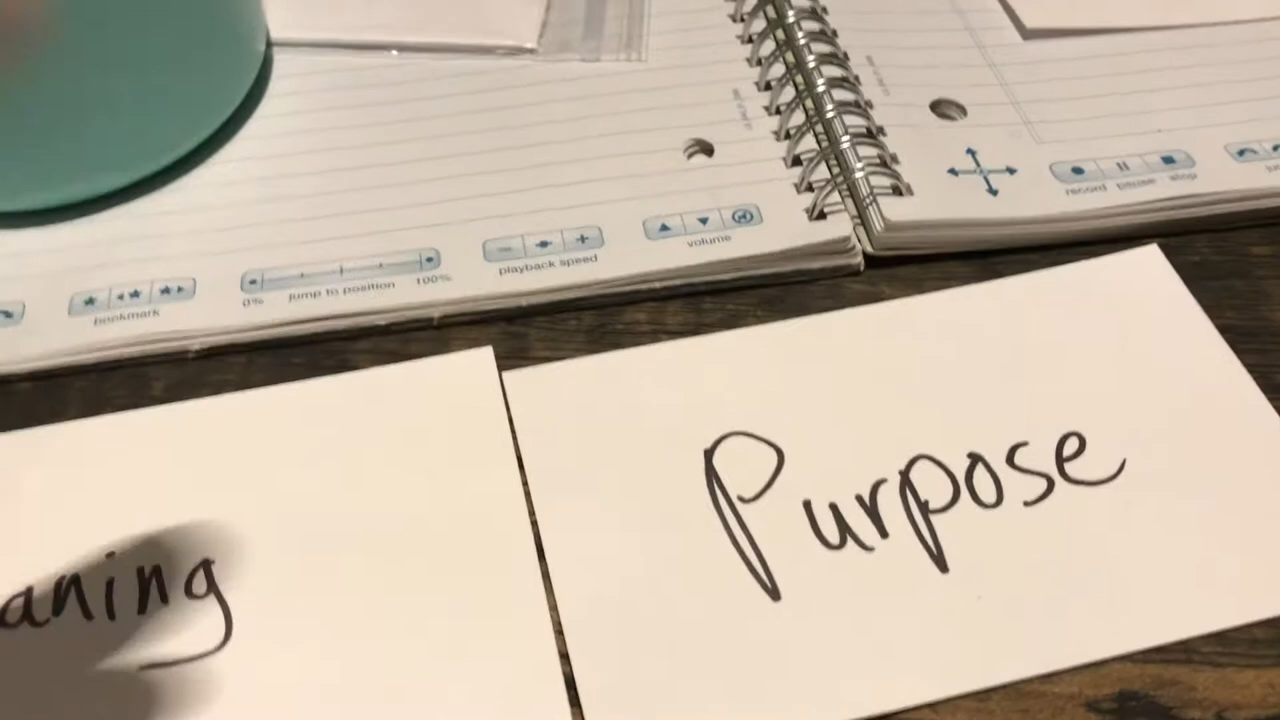 record pause stop
volume
playback speed
0% jump to position 100%
bookmark
Purpose
aning